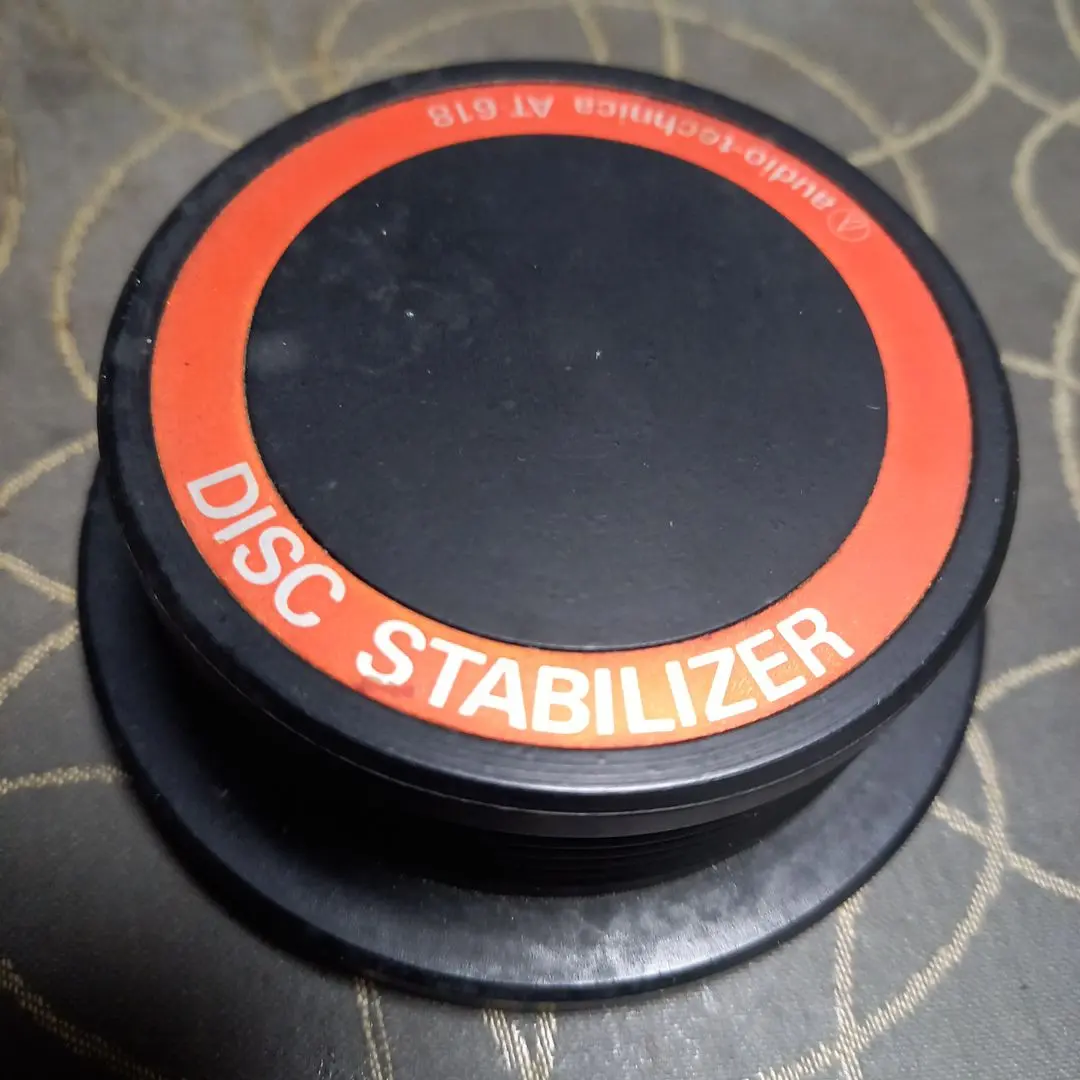 audio-technica AT 618
DISC STABILIZER